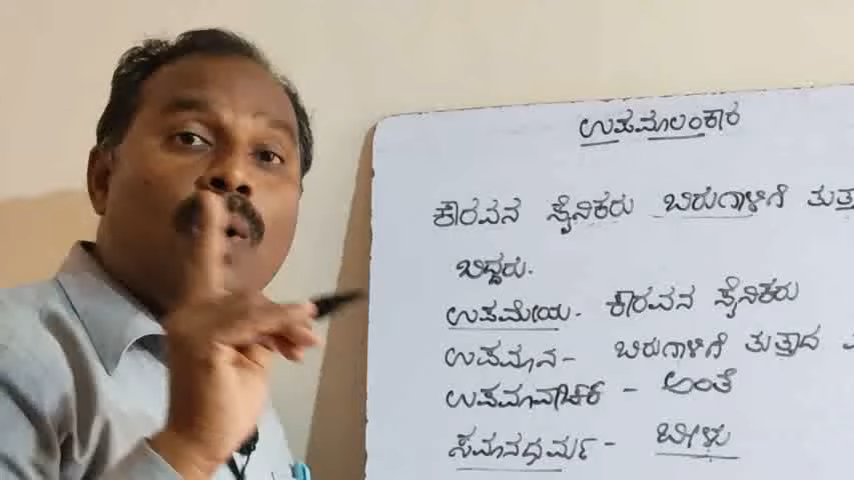 ಉಪಮಾಲಂಕಾರ
ಕೌರವನ ಸೈನಿಕರು ಬಿರುಗಾಳಿಗೆ
ಬಿದ್ದರು.
ಉಪಮೇಯ- ಕೌರವನ ಸೈನಿಕರು
ಉಪಮಾನ- ಬಿರುಗಾಳಿಗೆ ತುತ್ತಾದ
ಉಪಮಾವಾಚಕ - ಅಂತೆ
ಸಮಾನಧರ್ಮ- ಬೀಳು